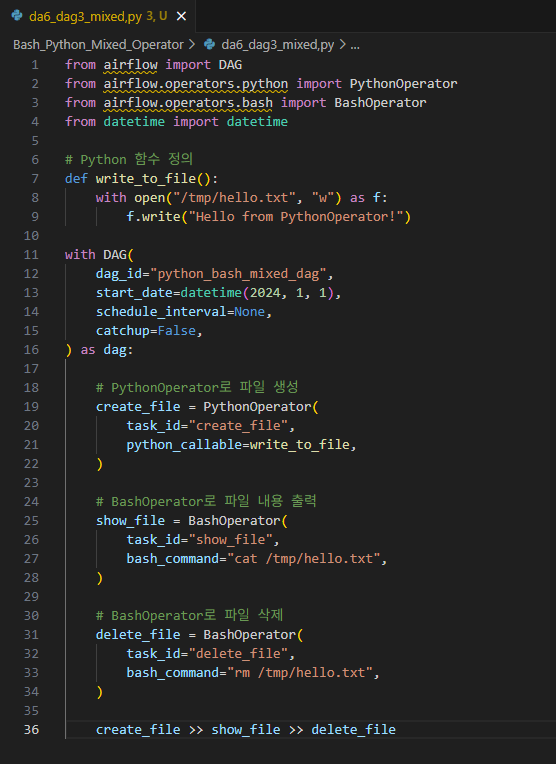 da6_dag3_mixed.py 3, U ✕
Bash_Python_Mixed_Operator > da6_dag3_mixed.py > ...
1 from airflow import DAG
2 from airflow.operators.python import PythonOperator
3 from airflow.operators.bash import BashOperator
4 from datetime import datetime
5
6 # Python 함수 정의
7 def write_to_file():
8     with open("/tmp/hello.txt", "w") as f:
9         f.write("Hello from PythonOperator!")
10
11 with DAG(
12     dag_id="python_bash_mixed_dag",
13     start_date=datetime(2024, 1, 1),
14     schedule_interval=None,
15     catchup=False,
16 ) as dag:
17
18     # PythonOperator로 파일 생성
19     create_file = PythonOperator(
20         task_id="create_file",
21         python_callable=write_to_file,
22     )
23
24     # BashOperator로 파일 내용 출력
25     show_file = BashOperator(
26         task_id="show_file",
27         bash_command="cat /tmp/hello.txt",
28     )
29
30     # BashOperator로 파일 삭제
31     delete_file = BashOperator(
32         task_id="delete_file",
33         bash_command="rm /tmp/hello.txt",
34     )
35
36     create_file >> show_file >> delete_file